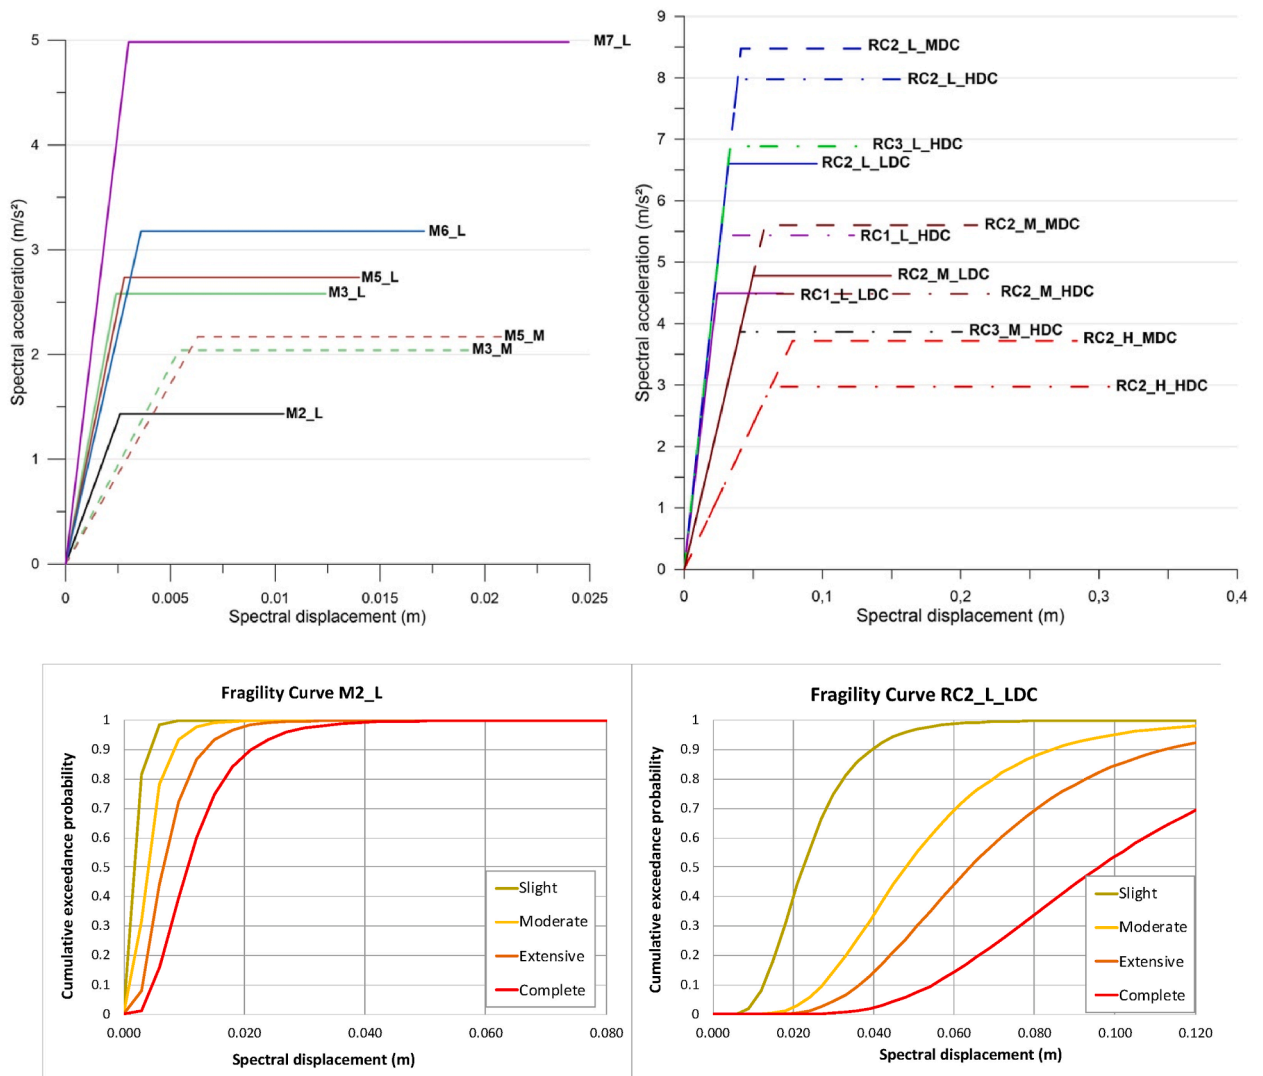 5
4
3
2
1
0
Spectral acceleration (m/s²)
M7_L
M6_L
M5_L
M3_L
M5_M
M3_M
M2_L
0
0.005
0.01
0.015
0.02
0.025
Spectral displacement (m)
9
8
7
6
5
4
3
2
1
0
Spectral acceleration (m/s²)
RC2_L_MDC
RC2_L_HDC
RC3_L_HDC
RC2_L_LDC
RC2_M_MDC
RC1_L_HDC
RC2_M_LDC
RC1_L_LDC
RC2_M_HDC
RC3_M_HDC
RC2_H_MDC
RC2_H_HDC
0
0,1
0,2
0,3
0,4
Spectral displacement (m)
Fragility Curve M2_L
1
0.9
0.8
0.7
0.6
0.5
0.4
0.3
0.2
0.1
0
Cumulative exceedance probability
Slight
Moderate
Extensive
Complete
0.000
0.020
0.040
0.060
0.080
Spectral displacement (m)
Fragility Curve RC2_L_LDC
1
0.9
0.8
0.7
0.6
0.5
0.4
0.3
0.2
0.1
0
Cumulative exceedance probability
Slight
Moderate
Extensive
Complete
0.000
0.020
0.040
0.060
0.080
0.100
0.120
Spectral displacement (m)